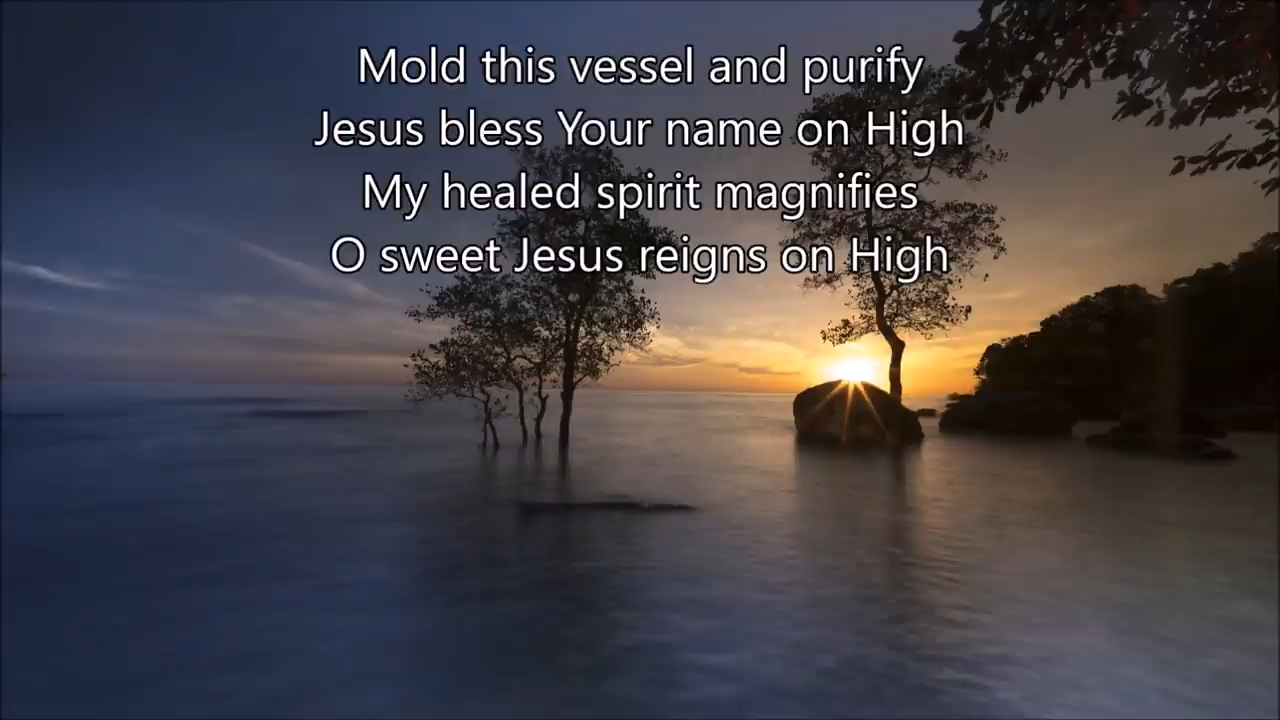 Mold this vessel and purify
Jesus bless Your name on High
My healed spirit magnifies
O sweet Jesus reigns on High